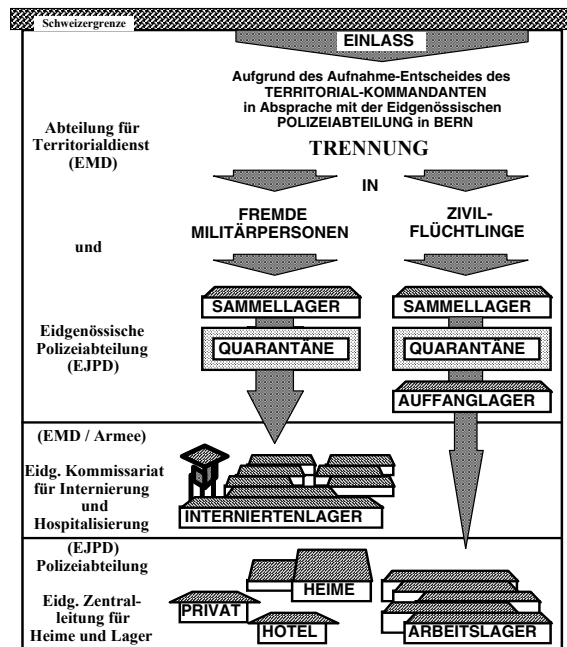 Schweizergrenze
EINLASS
Aufgrund des Aufnahme-Entscheides des
TERRITORIAL-KOMMANDANTEN
in Absprache mit der Eidgenössischen
POLIZEIABTEILUNG in BERN
Abteilung für
Territorialdienst
(EMD)
TRENNUNG
IN
FREMDE
MILITÄRPERSONEN
ZIVIL-
FLÜCHTLINGE
und
SAMMELLAGER
SAMMELLAGER
Eidgenössische
Polizeiabteilung
(EJPD)
QUARANTÄNE
QUARANTÄNE
AUFFANGLAGER
(EMD / Armee)
Eidg. Kommissariat
für Internierung
und
Hospitalisierung
INTERNIERTENLAGER
(EJPD)
Polizeiabteilung
Eidg. Zentral-
leitung für
Heime und Lager
HEIME
PRIVAT
HOTEL
ARBEITSLAGER